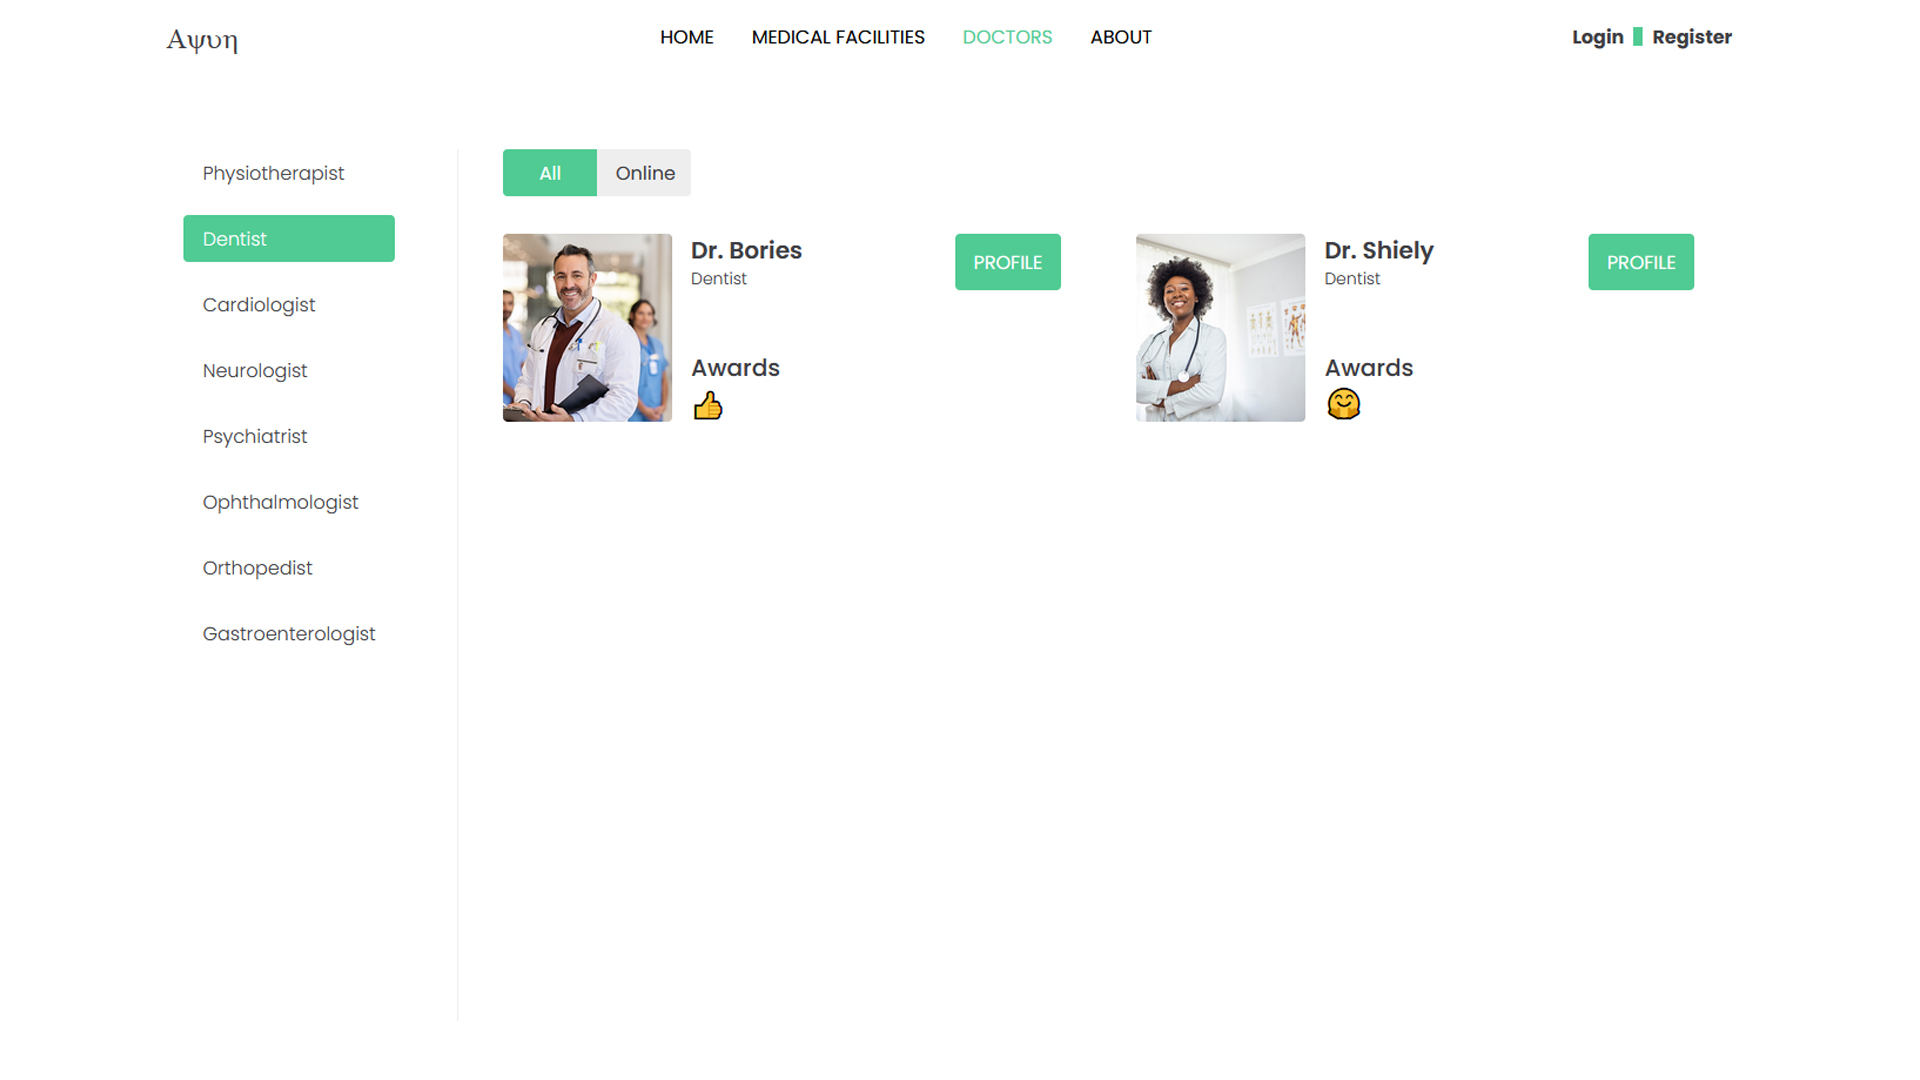 Αψυη
HOME MEDICAL FACILITIES DOCTORS ABOUT
Login Register
Physiotherapist
Dentist
Cardiologist
Neurologist
Psychiatrist
Ophthalmologist
Orthopedist
Gastroenterologist
All Online
Dr. Bories
Dentist
PROFILE
Awards
Dr. Shiely
Dentist
PROFILE
Awards